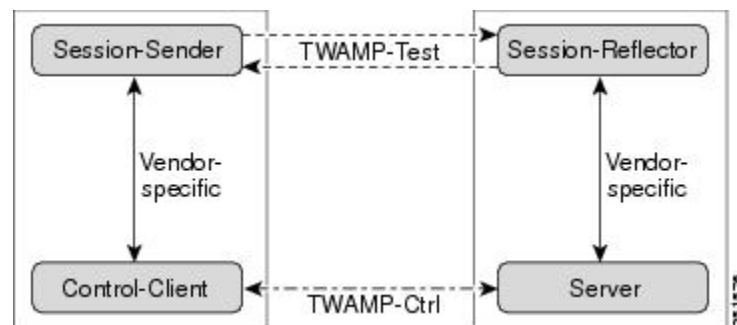 Session-Sender
TWAMP-Test
Session-Reflector
Vendor-
specific
Vendor-
specific
Control-Client
TWAMP-Ctrl
Server